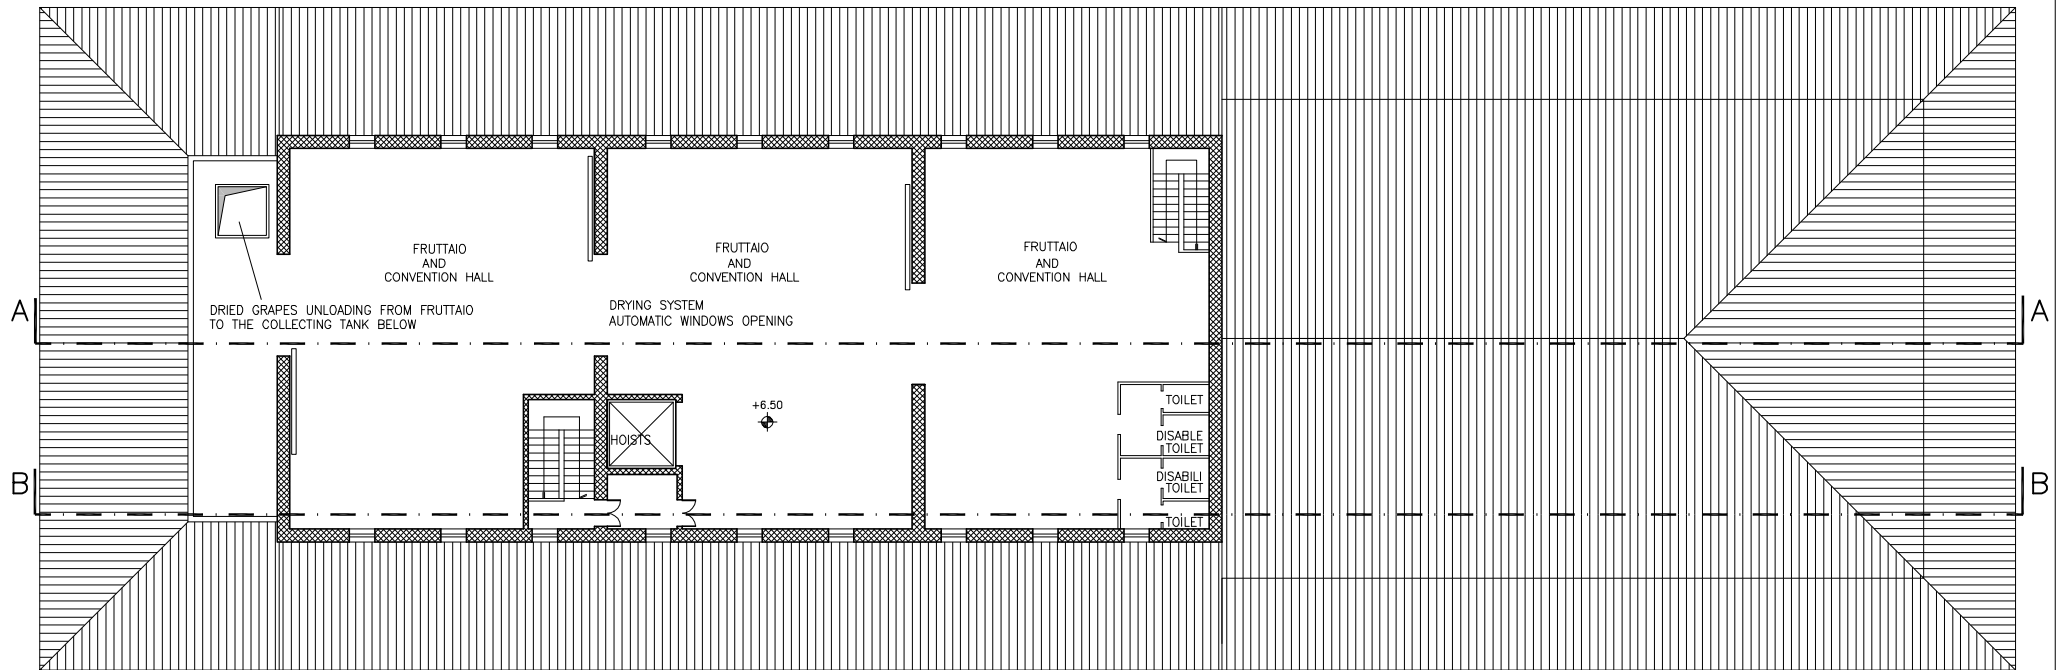 FRUTTAIO
AND
CONVENTION HALL
FRUTTAIO
AND
CONVENTION HALL
FRUTTAIO
AND
CONVENTION HALL
DRIED GRAPES UNLOADING FROM FRUTTAIO
TO THE COLLECTING TANK BELOW
DRYING SYSTEM
AUTOMATIC WINDOWS OPENING
A
A
+6.50
TOILET
HOISTS
DISABLE
TOILET
DISABILI
TOILET
TOILET
B
B